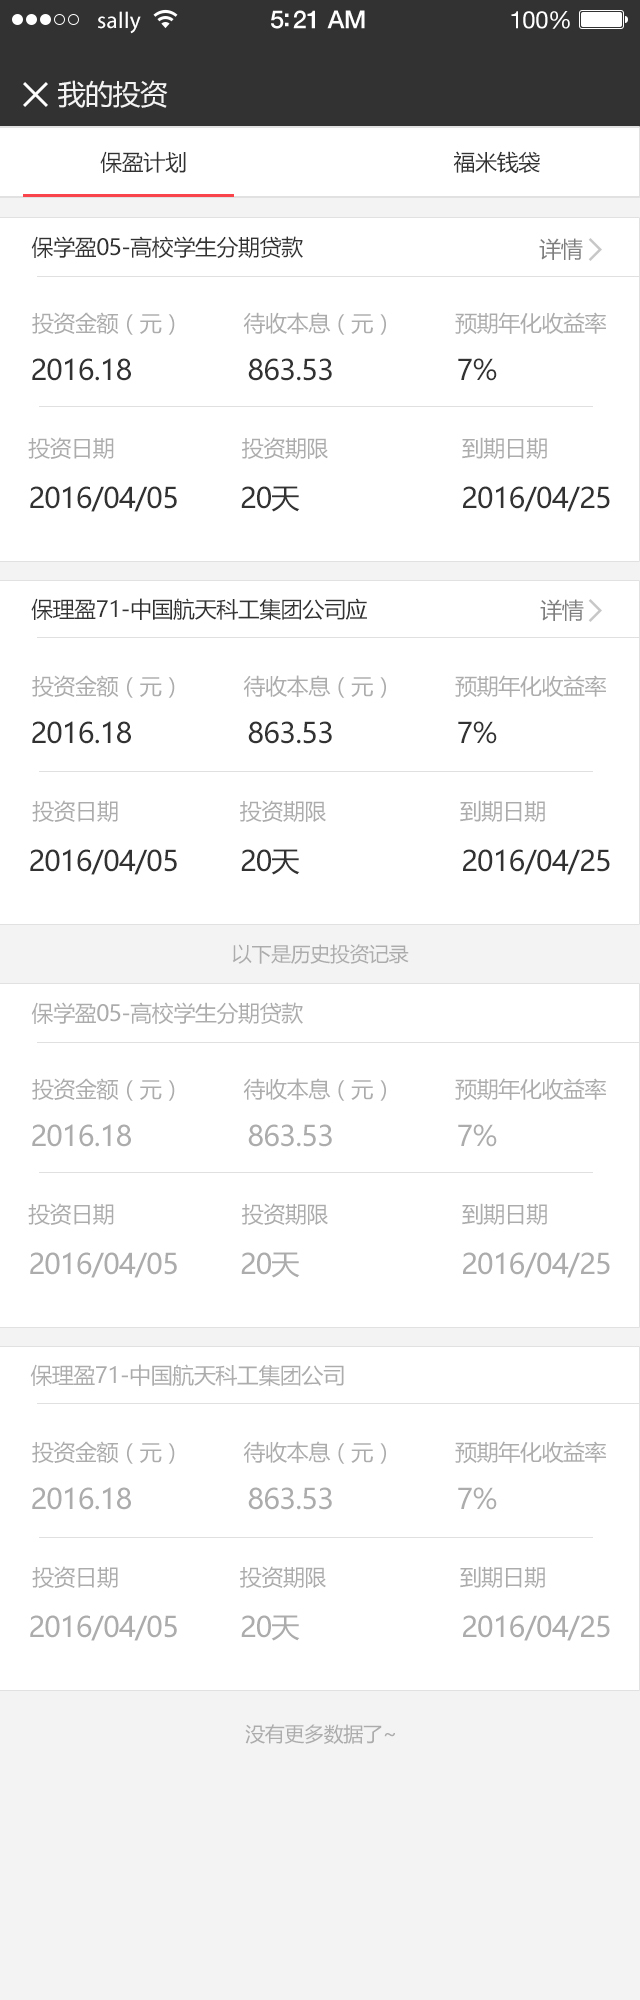 sally 5:21 AM 100%
我的投资
保盈计划 福米钱袋
保学盈05-高校学生分期贷款 详情
投资金额（元） 待收本息（元） 预期年化收益率
2016.18 863.53 7%
投资日期 投资期限 到期日期
2016/04/05 20天 2016/04/25
保理盈71-中国航天科工集团公司应 详情
投资金额（元） 待收本息（元） 预期年化收益率
2016.18 863.53 7%
投资日期 投资期限 到期日期
2016/04/05 20天 2016/04/25
以下是历史投资记录
保学盈05-高校学生分期贷款
投资金额（元） 待收本息（元） 预期年化收益率
2016.18 863.53 7%
投资日期 投资期限 到期日期
2016/04/05 20天 2016/04/25
保理盈71-中国航天科工集团公司
投资金额（元） 待收本息（元） 预期年化收益率
2016.18 863.53 7%
投资日期 投资期限 到期日期
2016/04/05 20天 2016/04/25
没有更多数据了~